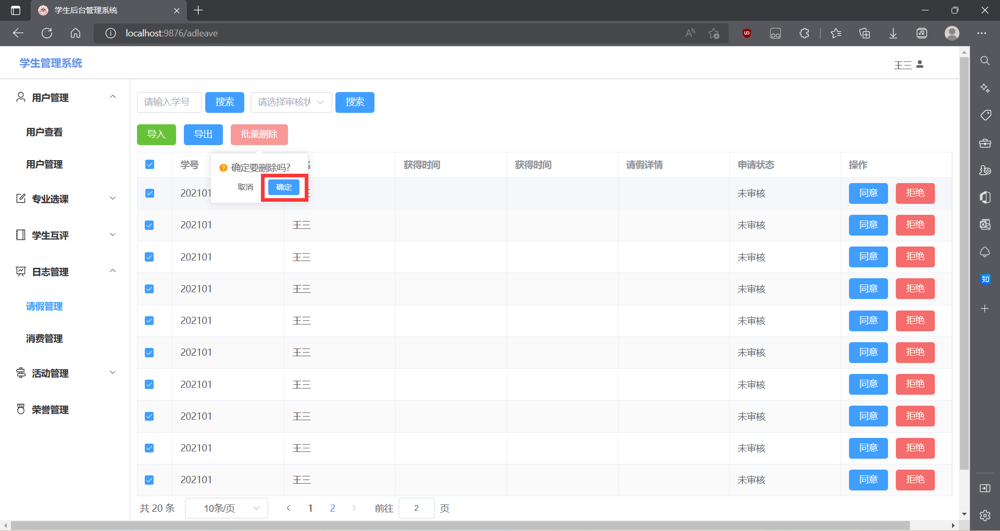 学生后台管理系统
localhost:9876/adleave
学生管理系统
王三
用户管理
用户查看
用户管理
专业选课
学生互评
日志管理
请假管理
消费管理
活动管理
荣誉管理
请输入学号 搜索 请选择审核状 搜索
导入 导出 批量删除
确定要删除吗?
取消 确定
学号 获得时间 获得时间 请假详情 申请状态 操作
202101 未审核 同意 拒绝
202101 王三 未审核 同意 拒绝
202101 王三 未审核 同意 拒绝
202101 王三 未审核 同意 拒绝
202101 王三 未审核 同意 拒绝
202101 王三 未审核 同意 拒绝
202101 王三 未审核 同意 拒绝
202101 王三 未审核 同意 拒绝
202101 王三 未审核 同意 拒绝
202101 王三 未审核 同意 拒绝
共 20 条 10条/页 1 2 前往 2 页
知